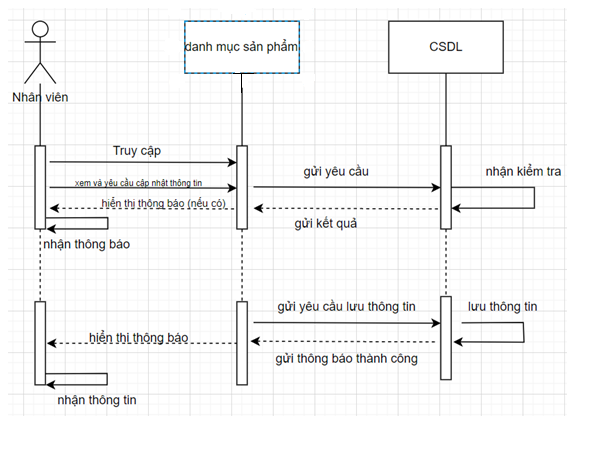 danh mục sản phẩm
CSDL
Nhân viên
Truy cập
gửi yêu cầu
nhận kiểm tra
xem và yêu cầu cập nhật thông tin
hiển thị thông báo (nếu có)
gửi kết quả
nhận thông báo
gửi yêu cầu lưu thông tin
lưu thông tin
hiển thị thông báo
gửi thông báo thành công
nhận thông tin